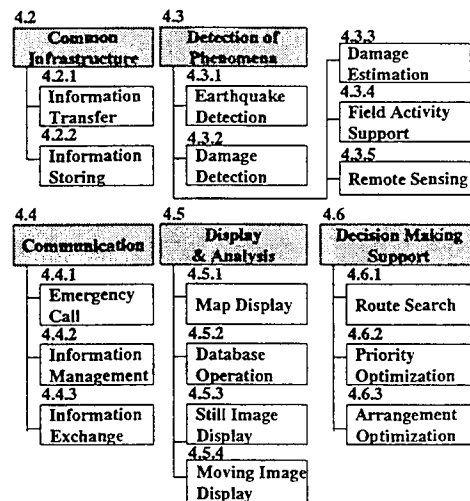 4.2
Common
Infrastructure
4.2.1
Information
Transfer
4.2.2
Information
Storing
4.3
Detection of
Phenomena
4.3.1
Earthquake
Detection
4.3.2
Damage
Detection
4.3.3
Damage
Estimation
4.3.4
Field Activity
Support
4.3.5
Remote Sensing
4.4
Communication
4.4.1
Emergency
Call
4.4.2
Information
Management
4.4.3
Information
Exchange
4.5
Display
& Analysis
4.5.1
Map Display
4.5.2
Database
Operation
4.5.3
Still Image
Display
4.5.4
Moving Image
Display
4.6
Decision Making
Support
4.6.1
Route Search
4.6.2
Priority
Optimization
4.6.3
Arrangement
Optimization